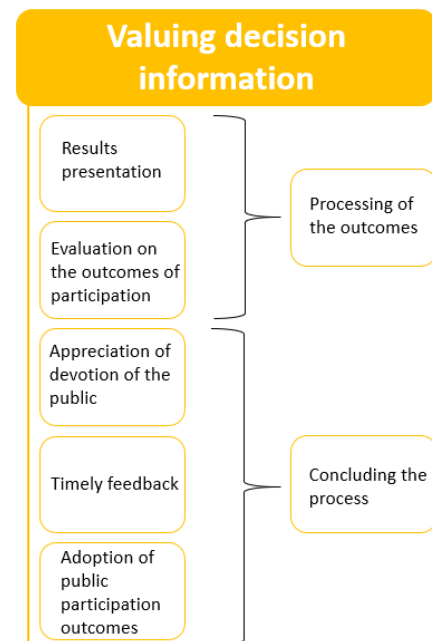 Valuing decision
information
Results
presentation
Evaluation on
the outcomes of
participation
Processing of
the outcomes
Appreciation of
devotion of the
public
Timely feedback
Adoption of
public
participation
outcomes
Concluding the
process